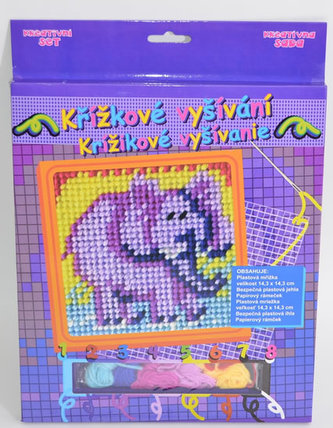 Kreativní
SET
Kreatívna
SADA
Křížkové vyšívání
Krížikové vyšívanie
OBSAHUJE:
Plastová mřížka
velikost 14,3 x 14,3 cm
Bezpečná plastová jehla
Papírový rámeček
Plastová mriežka
veľkosť 14,3 x 14,3 cm
Bezpečná plastová ihla
Papierový rámček
1 2 3 4 5 6 7 8